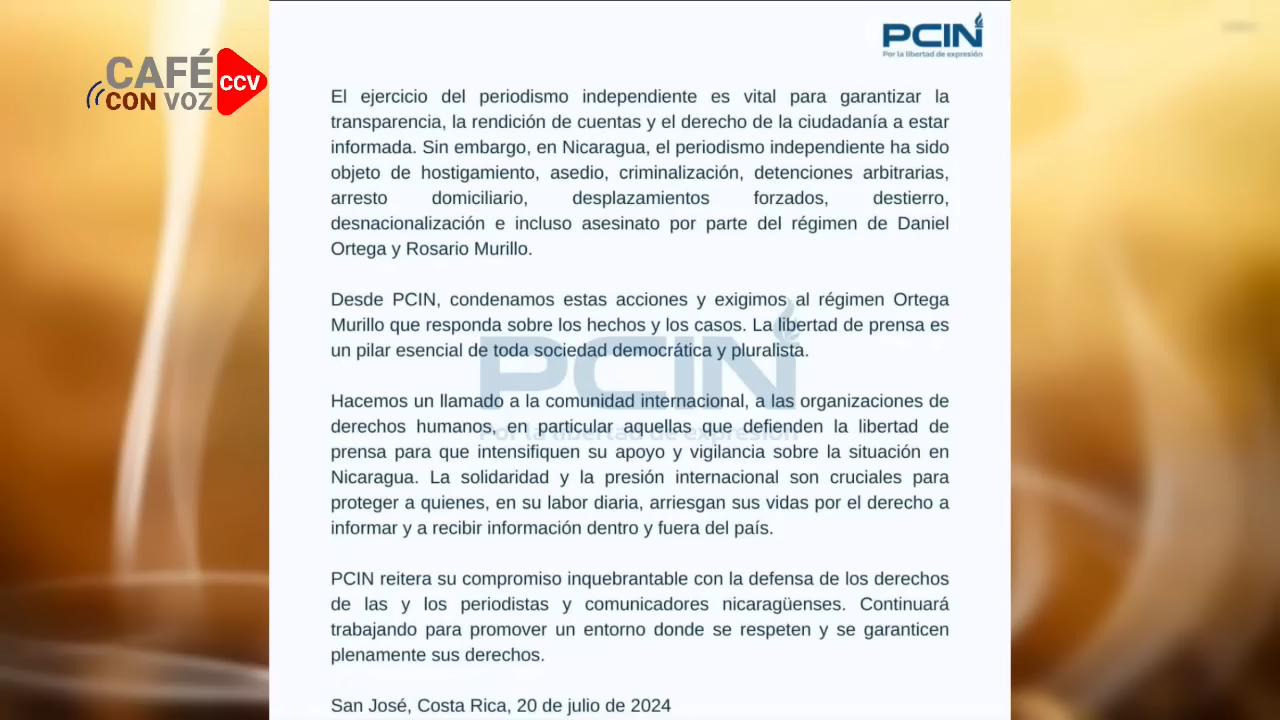 CAFÉ
CON VOZ
CCV
PCIN
Por la libertad de expresión
El ejercicio del periodismo independiente es vital para garantizar la
transparencia, la rendición de cuentas y el derecho de la ciudadanía a estar
informada. Sin embargo, en Nicaragua, el periodismo independiente ha sido
objeto de hostigamiento, asedio, criminalización, detenciones arbitrarias,
arresto domiciliario, desplazamientos forzados, destierro,
desnacionalización e incluso asesinato por parte del régimen de Daniel
Ortega y Rosario Murillo.
Desde PCIN, condenamos estas acciones y exigimos al régimen Ortega
Murillo que responda sobre los hechos y los casos. La libertad de prensa es
un pilar esencial de toda sociedad democrática y pluralista.
PCIN
Hacemos un llamado a la comunidad internacional, a las organizaciones de
derechos humanos, en particular aquellas que defienden la libertad de
Por la libertad de expresión
prensa para que intensifiquen su apoyo y vigilancia sobre la situación en
Nicaragua. La solidaridad y la presión internacional son cruciales para
proteger a quienes, en su labor diaria, arriesgan sus vidas por el derecho a
informar y a recibir información dentro y fuera del país.
PCIN reitera su compromiso inquebrantable con la defensa de los derechos
de las y los periodistas y comunicadores nicaragüenses. Continuará
trabajando para promover un entorno donde se respeten y se garanticen
plenamente sus derechos.
San José, Costa Rica, 20 de julio de 2024